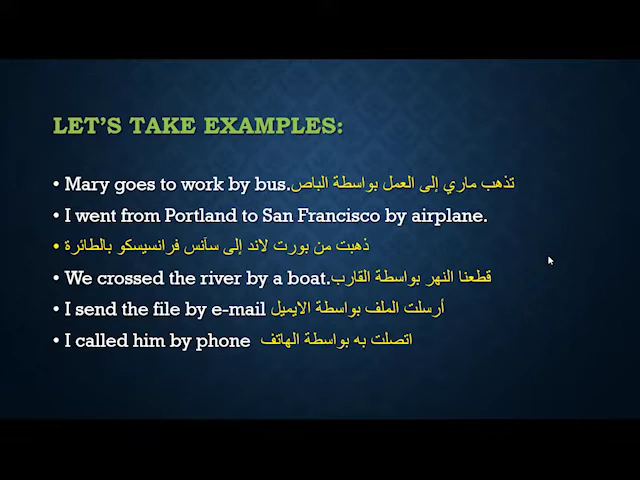 LET'S TAKE EXAMPLES:
• Mary goes to work by bus.تذهب ماري إلى العمل بواسطة الباص
• I went from Portland to San Francisco by airplane.
• ذهبت من بورت لاند إلى سآنس فرانسيسكو بالطائرة
• We crossed the river by a boat.قطعنا النهر بواسطة القارب
• I send the file by e-mail أرسلت الملف بواسطة الايميل
• I called him by phone اتصلت به بواسطة الهاتف